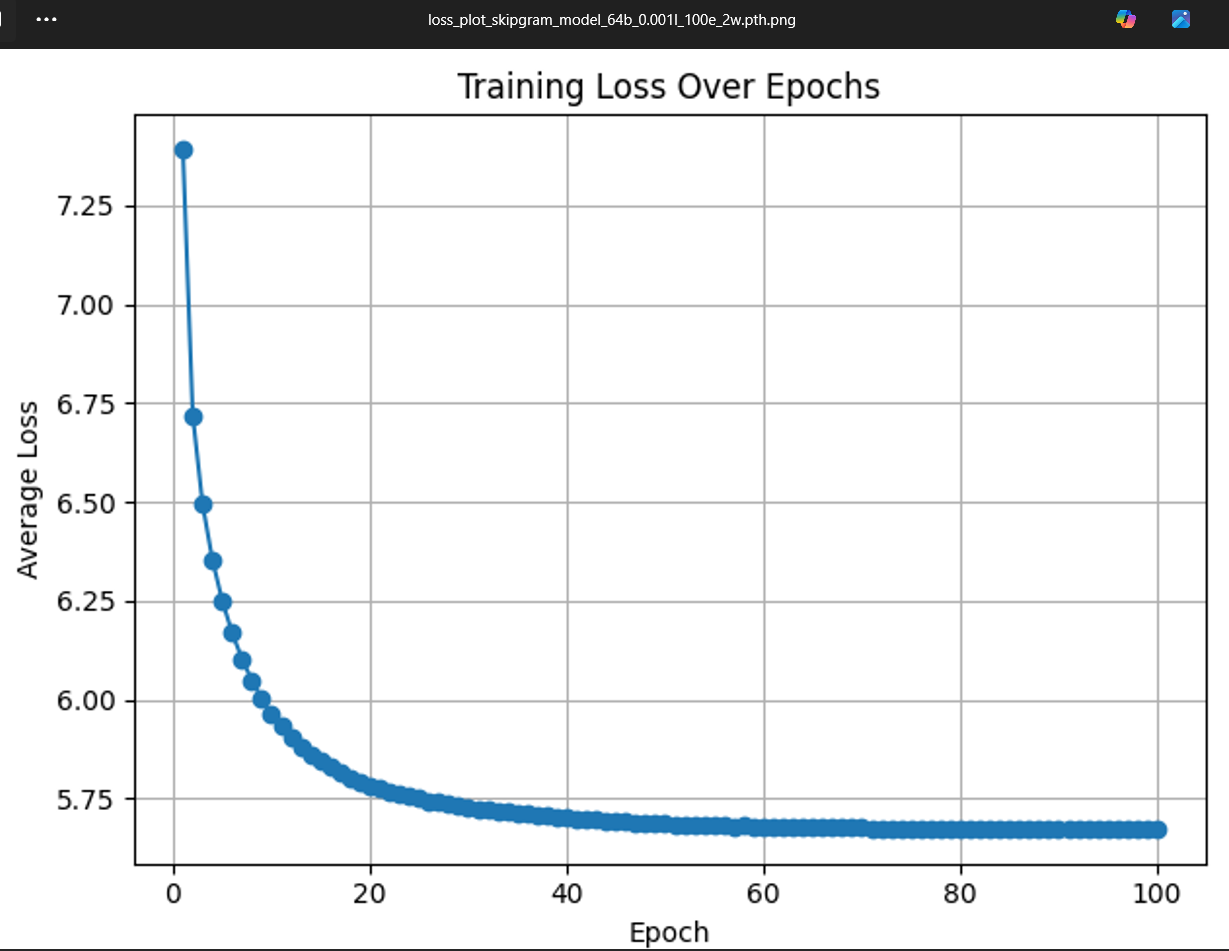 loss_plot_skipgram_model_64b_0.001l_100e_2w.pth.png
Training Loss Over Epochs
7.25
7.00
6.75
6.50
6.25
6.00
5.75
Average Loss
0 20 40 60 80 100
Epoch